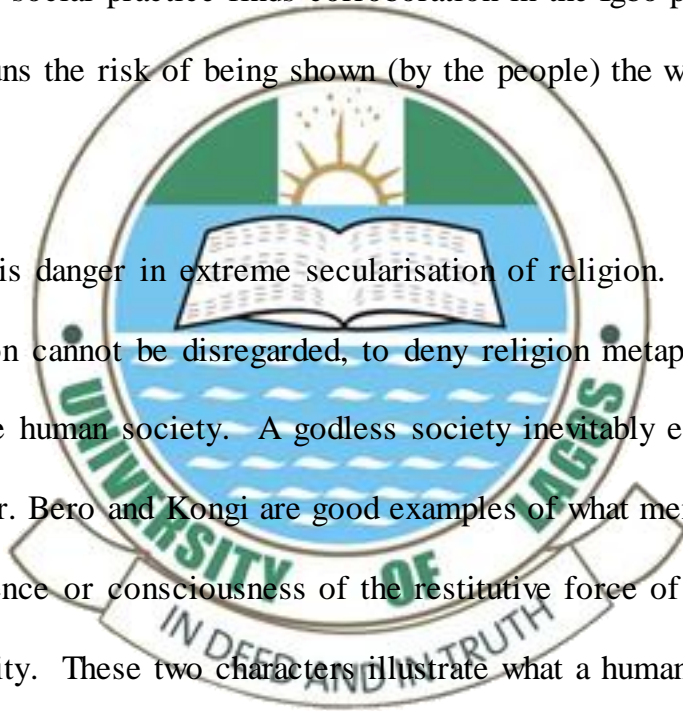 social practice finds corroboration in the Igbo p
uns the risk of being shown (by the people) the w
is danger in extreme secularisation of religion.
on cannot be disregarded, to deny religion metap
e human society. A godless society inevitably e
r. Bero and Kongi are good examples of what me
ence or consciousness of the restitutive force of
ity. These two characters illustrate what a human
UNIVERSITY OF LAGOS
IN DEED AND IN TRUTH